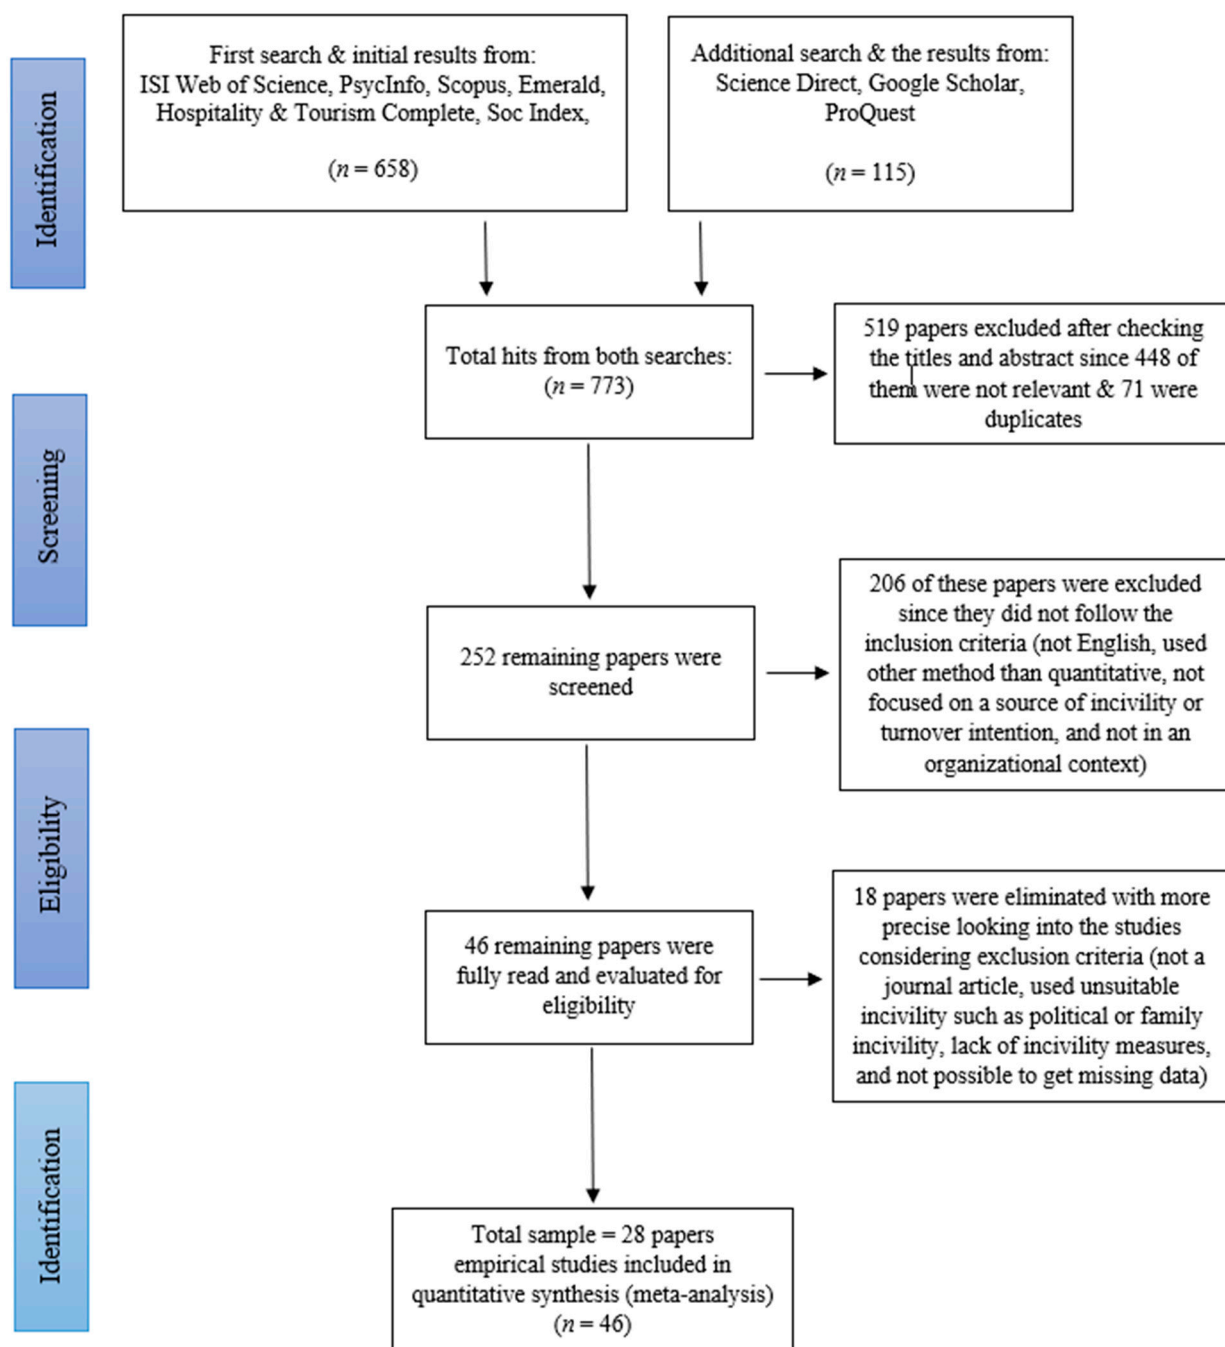 Identification
First search & initial results from:
ISI Web of Science, PsycInfo, Scopus, Emerald,
Hospitality & Tourism Complete, Soc Index,
(n = 658)
Additional search & the results from:
Science Direct, Google Scholar,
ProQuest
(n = 115)
Total hits from both searches:
(n = 773)
519 papers excluded after checking
the titles and abstract since 448 of
them were not relevant & 71 were
duplicates
Screening
252 remaining papers were
screened
206 of these papers were excluded
since they did not follow the
inclusion criteria (not English, used
other method than quantitative, not
focused on a source of incivility or
turnover intention, and not in an
organizational context)
Eligibility
46 remaining papers were
fully read and evaluated for
eligibility
18 papers were eliminated with more
precise looking into the studies
considering exclusion criteria (not a
journal article, used unsuitable
incivility such as political or family
incivility, lack of incivility measures,
and not possible to get missing data)
Identification
Total sample = 28 papers
empirical studies included in
quantitative synthesis (meta-analysis)
(n = 46)